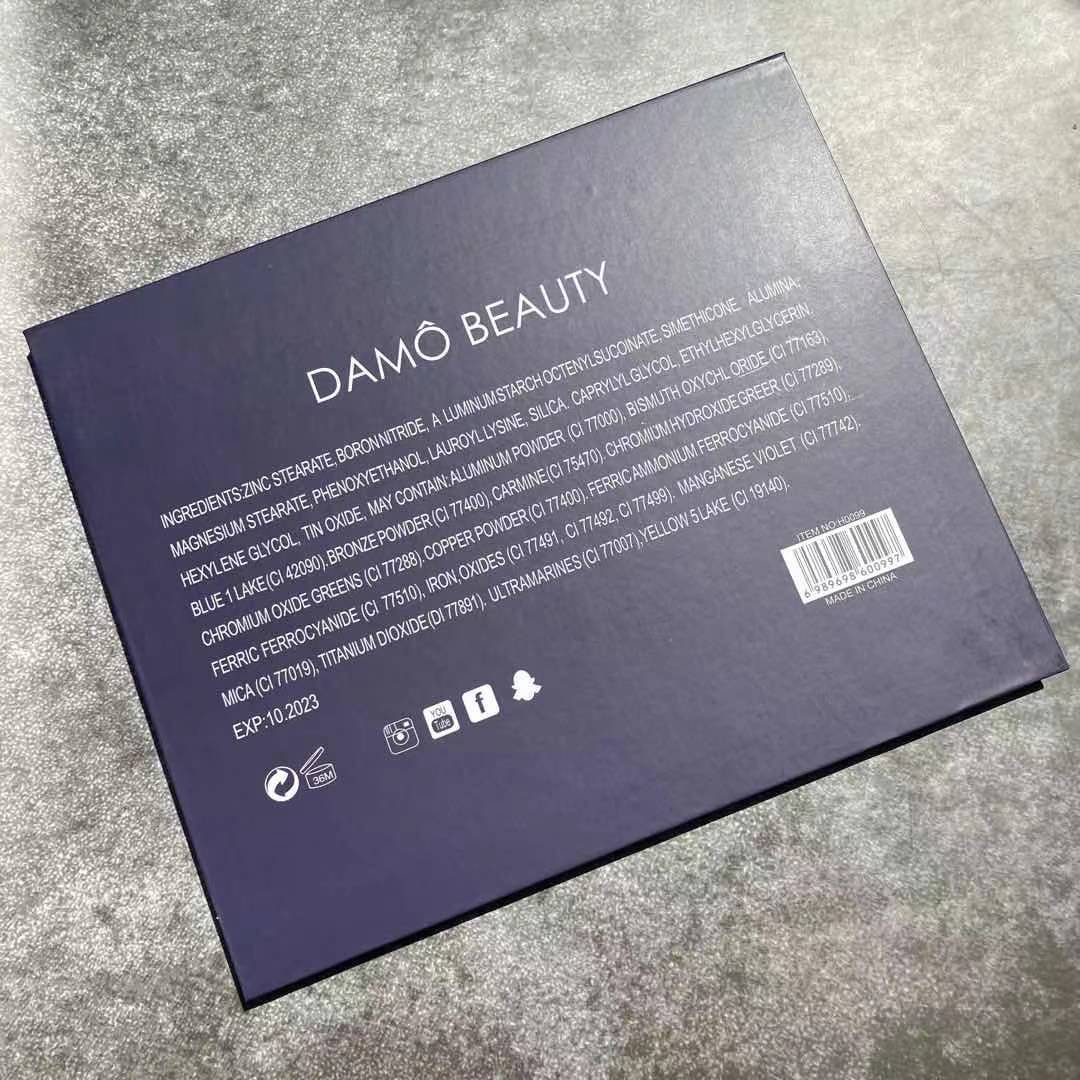 DAMÔ BEAUTY
INGREDIENTS:ZINC STEARATE, BORONNITRIDE, A LUMINUMSTARCHOCTENYLSUCOINATE, SIMETHICONE, ALUMINA,
MAGNESIUM STEARATE, PHENOXYETHANOL, LAUROYL LYSINE, SILICA. CAPRYLYL GLYCOL. ETHYLHEXYLGLYCERIN,
HEXYLENE GLYCOL, TIN OXIDE, MAY CONTAIN:ALUMINUM POWDER (CI 77000), BISMUTH OXYCHL ORIDE (CI 77163),
BLUE 1 LAKE (CI 42090), BRONZE POWDER (CI 77400), CARMINE (CI 75470). CHROMIUM HYDROXIDE GREER (CI 77289),
CHROMIUM OXIDE GREENS (CI 77288). COPPER POWDER (CI 77400). FERRIC AMMONIUM FERROCYANIDE (CI 77510),
FERRIC FERROCYANIDE (CI 77510), IRON.OXIDES (CI 77491, CI 77492, CI 77499). MANGANESE VIOLET (CI 77742).
MICA (CI 77019), TITANIUM DIOXIDE (DI 77891). ULTRAMARINES (CI 77007),YELLOW 5 LAKE (CI 19140).
EXP:10.2023
36M
YOU
Tube
f
ITEM NO:H0099
6 989698 600997
MADE IN CHINA